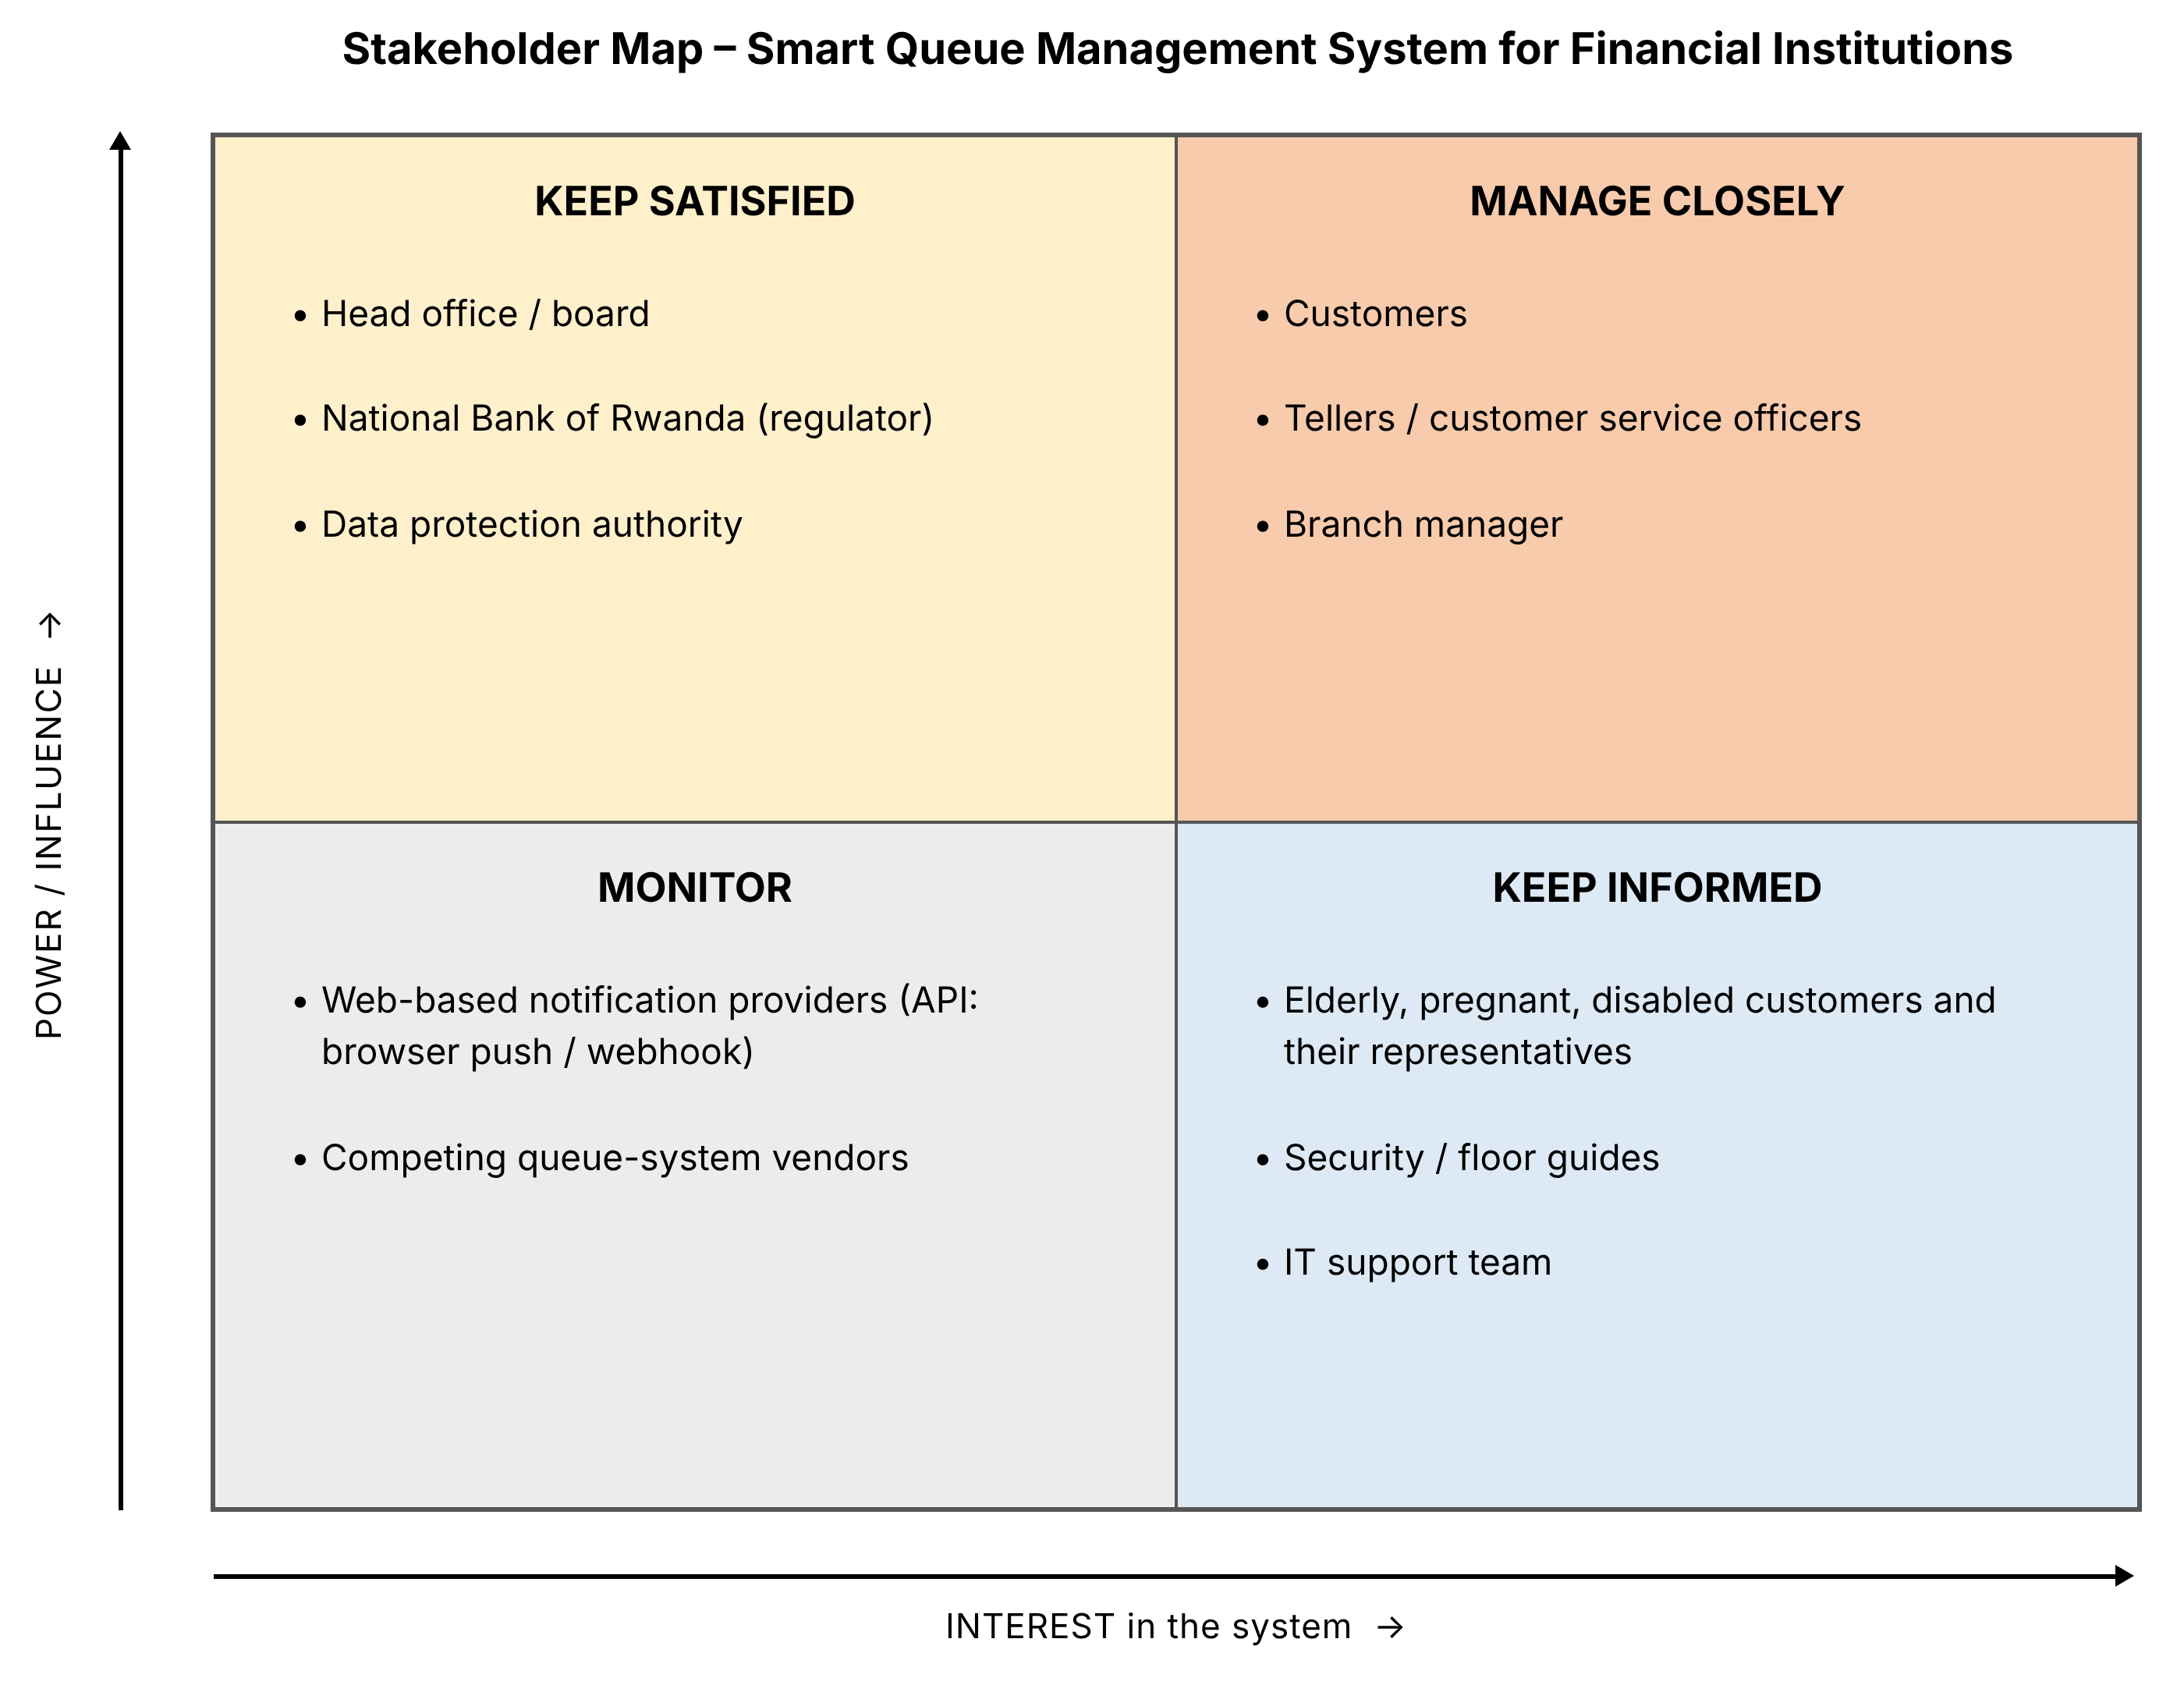 Stakeholder Map – Smart Queue Management System for Financial Institutions
POWER / INFLUENCE →
KEEP SATISFIED
• Head office / board
• National Bank of Rwanda (regulator)
• Data protection authority
MANAGE CLOSELY
• Customers
• Tellers / customer service officers
• Branch manager
MONITOR
• Web-based notification providers (API:
browser push / webhook)
• Competing queue-system vendors
KEEP INFORMED
• Elderly, pregnant, disabled customers and
their representatives
• Security / floor guides
• IT support team
INTEREST in the system →